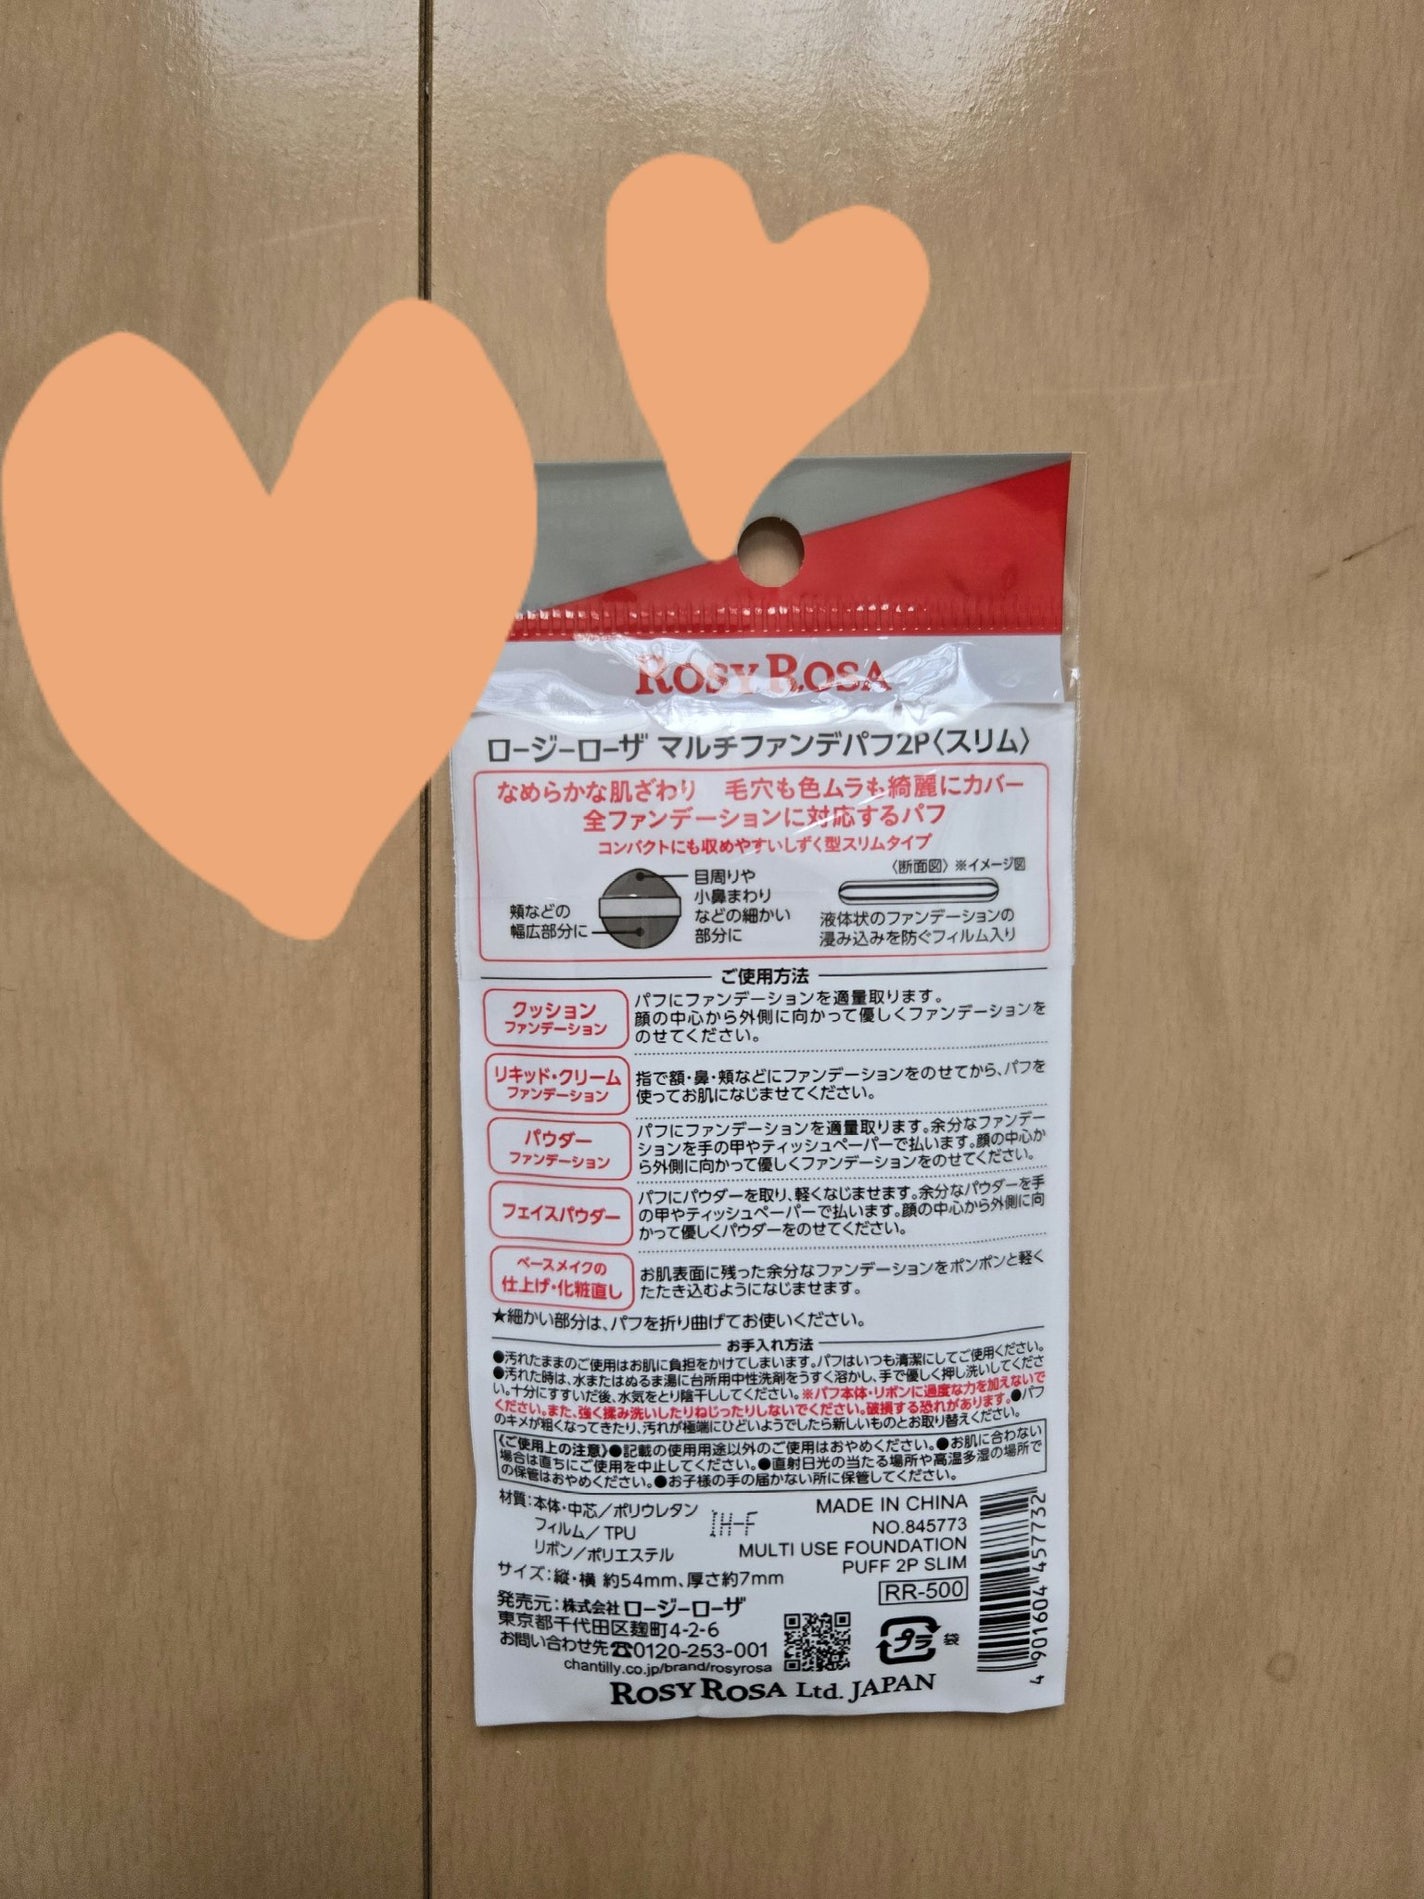 ROSY ROSA
ロージーローザ マルチファンデパフ2P〈スリム〉
なめらかな肌ざわり 毛穴も色ムラも綺麗にカバー
全ファンデーションに対応するパフ
コンパクトにも収めやすいしずく型スリムタイプ
頬などの
幅広部分に
目周りや
小鼻まわり
などの細かい
部分に
〈断面図〉※イメージ図
液体状のファンデーションの
浸み込みを防ぐフィルム入り
ご使用方法
クッション
ファンデーション
パフにファンデーションを適量取ります。
顔の中心から外側に向かって優しくファンデーションを
のせてください。
リキッド・クリーム
ファンデーション
指で額・鼻・頬などにファンデーションをのせてから、パフを
使ってお肌になじませてください。
パウダー
ファンデーション
パフにファンデーションを適量取ります。余分なファンデー
ションを手の甲やティッシュペーパーで払います。顔の中心か
ら外側に向かって優しくファンデーションをのせてください。
フェイスパウダー
パフにパウダーを取り、軽くなじませます。余分なパウダーを手
の甲やティッシュペーパーで払います。顔の中心から外側に向
かって優しくパウダーをのせてください。
ベースメイクの
仕上げ・化粧直し
お肌表面に残った余分なファンデーションをポンポンと軽く
たたき込むようになじませます。
★細かい部分は、パフを折り曲げてお使いください。
お手入れ方法
●汚れたままのご使用はお肌に負担をかけてしまいます。パフはいつも清潔にしてご使用ください。
●汚れた時は、水またはぬるま湯に台所用中性洗剤をうすく溶かし、手で優しく押し洗いしてくださ
い。十分にすすいだ後、水気をとり陰干ししてください。※パフ本体・リボンに過度な力を加えないで
ください。また、強く揉み洗いしたりねじったりしないでください。破損する恐れがあります。●パフ
のキメが粗くなってきたり、汚れが極端にひどいようでしたら新しいものとお取り替えください。
《ご使用上の注意》●記載の使用用途以外のご使用はおやめください。●お肌に合わない
場合は直ちにご使用を中止してください。●直射日光の当たる場所や高温多湿の場所で
の保管はおやめください。●お子様の手の届かない所に保管してください。
材質：本体・中芯／ポリウレタン
フィルム／TPU
リボン／ポリエステル
サイズ：縦・横 約54mm、厚さ約7mm
1H-F
MADE IN CHINA
NO.845773
MULTI USE FOUNDATION
PUFF 2P SLIM
RR-500
発売元：株式会社ロージーローザ
東京都千代田区麹町4-2-6
お問い合わせ先☎0120-253-001
chantilly.co.jp/brand/rosyrosa
プラ 袋
4 901604 457732
ROSY ROSA Ltd. JAPAN